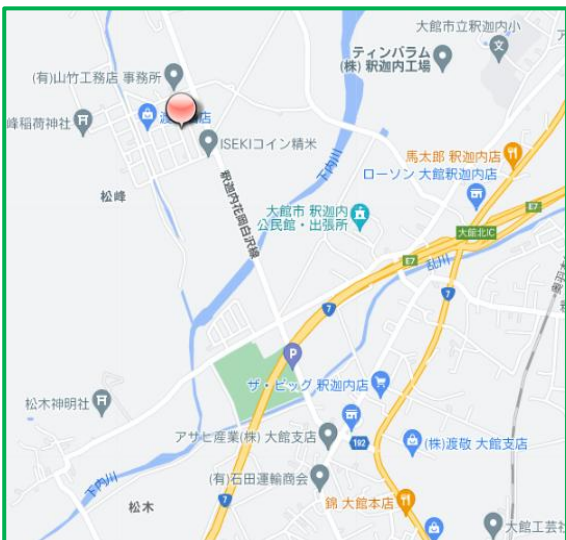 大館市立釈迦内小
文
ティンバラム
(株) 釈迦内工場
(有)山竹工務店 事務所
峰稲荷神社
ISEKIコイン精米
馬太郎 釈迦内店
ローソン 大館釈迦内店
松峰
釈迦内花岡白沢線
下内川
大館市 釈迦内
公民館・出張所
E7
大館北IC
E7
乱川
7
7
P
ザ・ビッグ 釈迦内店
松木神明社
アサヒ産業(株) 大館支店
192
(株)渡敬 大館支店
(有)石田運輸商会
下内川
7
松木
錦 大館本店
大館工芸社